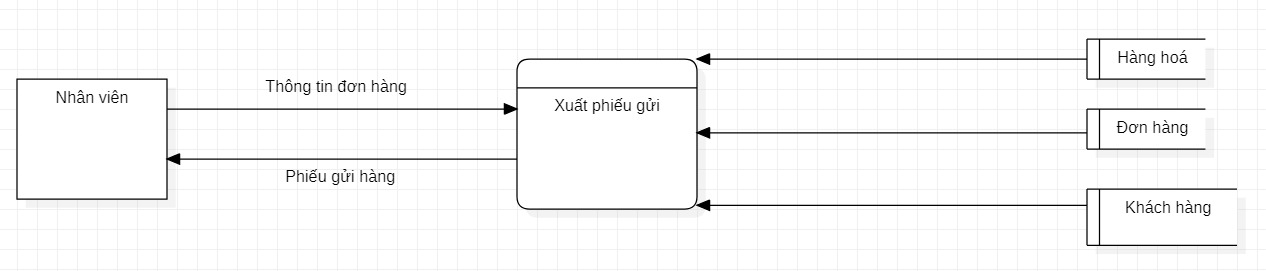 Nhân viên
Thông tin đơn hàng
Phiếu gửi hàng
Xuất phiếu gửi
Hàng hoá
Đơn hàng
Khách hàng